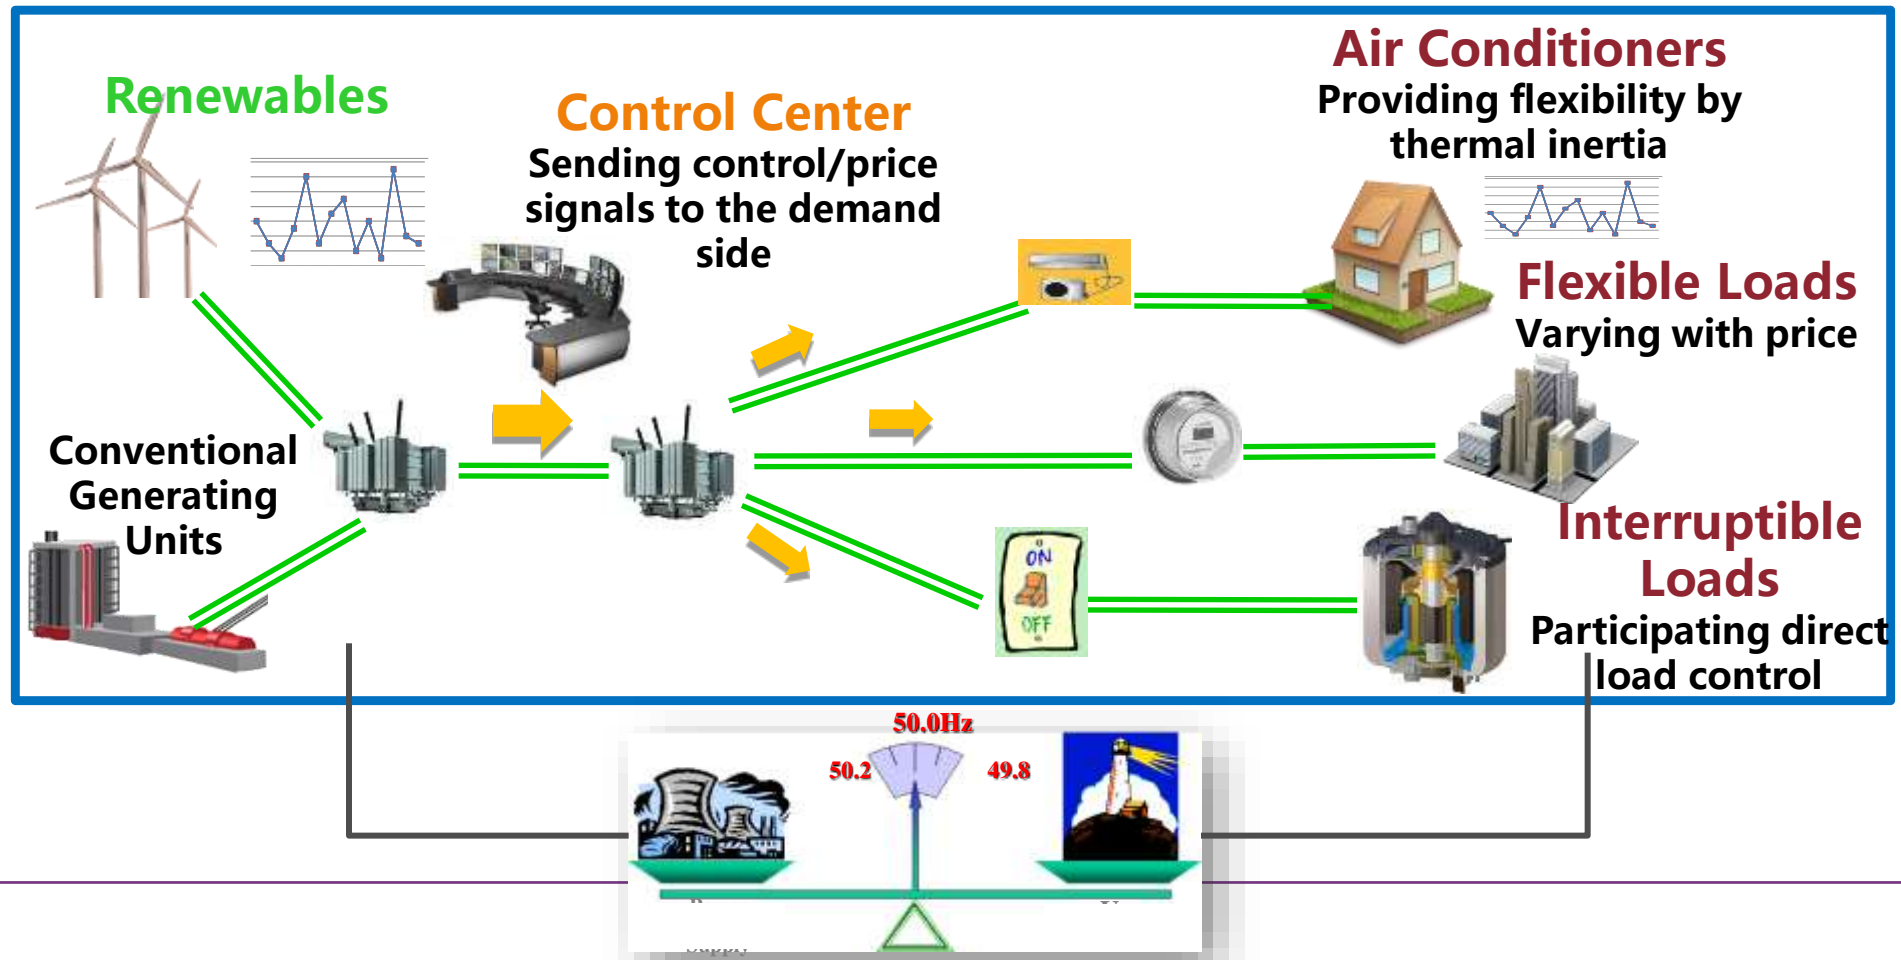 Renewables
Control Center
Sending control/price
signals to the demand
side
Air Conditioners
Providing flexibility by
thermal inertia
Flexible Loads
Varying with price
Conventional
Generating
Units
ON
OFF
Interruptible
Loads
Participating direct
load control
50.0Hz
50.2
49.8
Supply